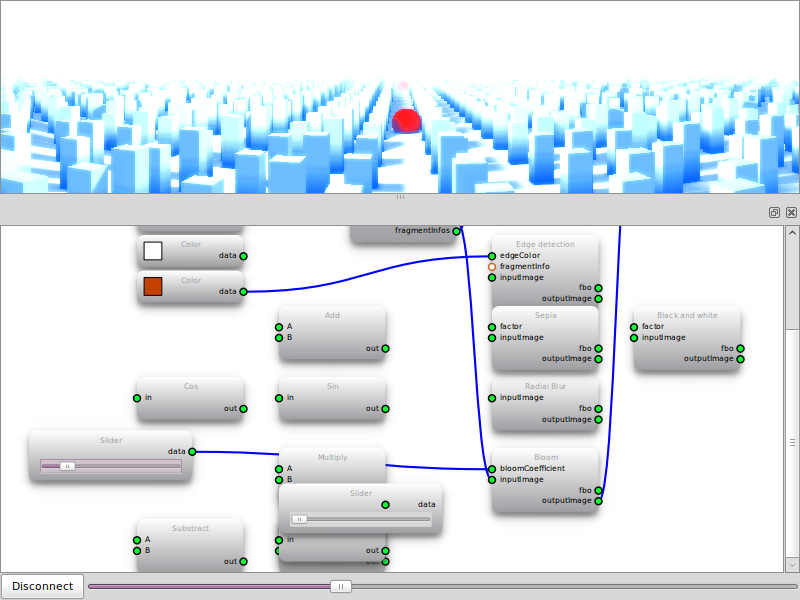 fragmentInfos
Color
data
Color
data
Edge detection
edgeColor
fragmentInfo
inputImage
fbo
outputImage
Add
A
B
out
Sepia
factor
inputImage
fbo
outputImage
Black and white
factor
inputImage
fbo
outputImage
Cos
in
out
Sin
in
out
Radial Blur
inputImage
fbo
outputImage
Slider
data
Multiply
A
B
Bloom
bloomCoefficient
inputImage
fbo
outputImage
Slider
data
Substract
A
B
out
in
out
out
Disconnect